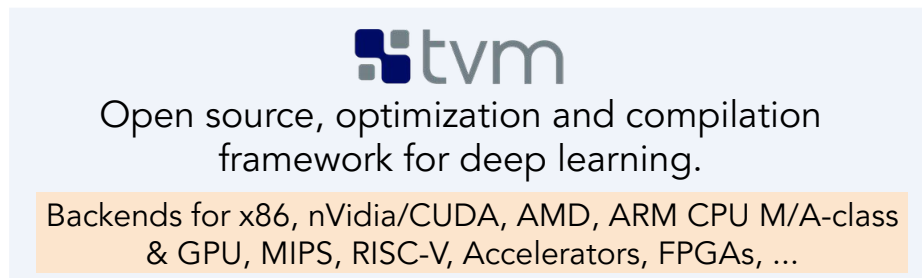 tvm
Open source, optimization and compilation
framework for deep learning.
Backends for x86, nVidia/CUDA, AMD, ARM CPU M/A-class
& GPU, MIPS, RISC-V, Accelerators, FPGAs, ...